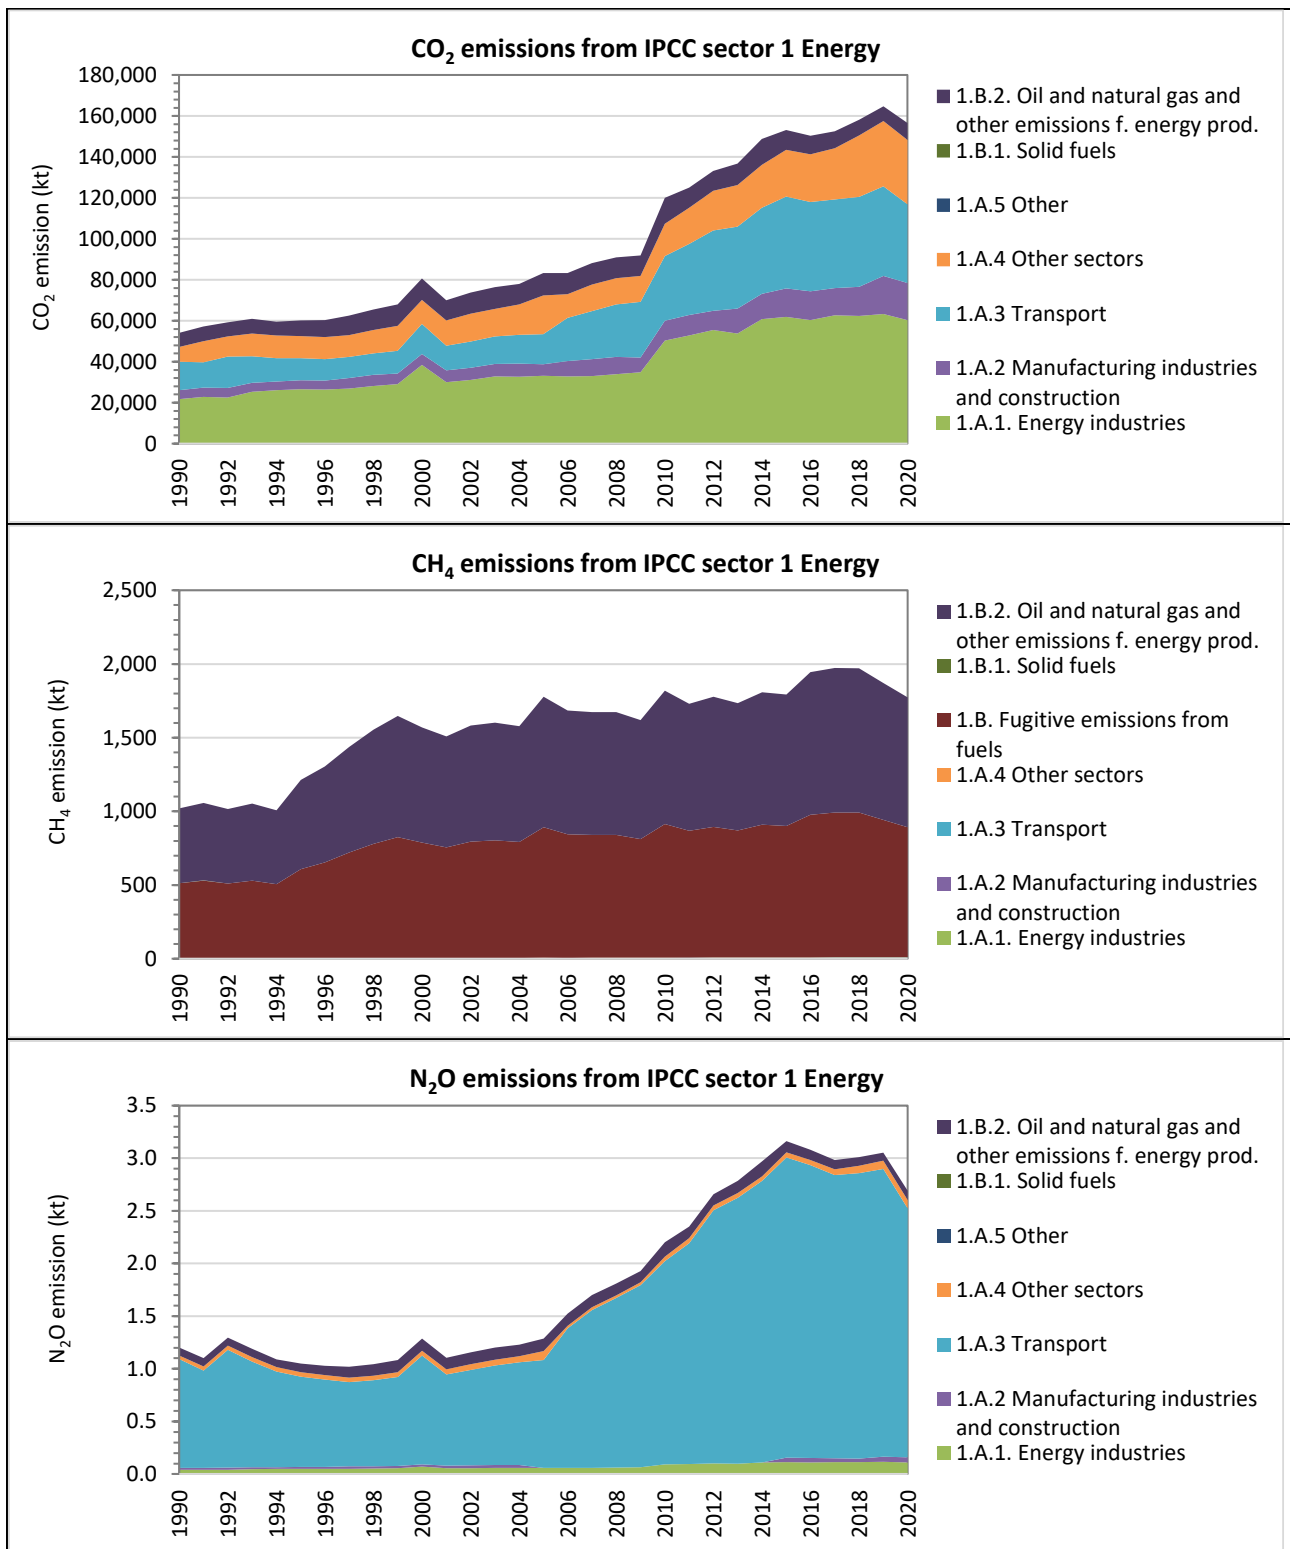 CO₂ emissions from IPCC sector 1 Energy
CO₂ emission (kt)
180,000
160,000
140,000
120,000
100,000
80,000
60,000
40,000
20,000
0
1990
1992
1994
1996
1998
2000
2002
2004
2006
2008
2010
2012
2014
2016
2018
2020
1.B.2. Oil and natural gas and
other emissions f. energy prod.
1.B.1. Solid fuels
1.A.5 Other
1.A.4 Other sectors
1.A.3 Transport
1.A.2 Manufacturing industries
and construction
1.A.1. Energy industries
CH₄ emissions from IPCC sector 1 Energy
CH₄ emission (kt)
2,500
2,000
1,500
1,000
500
0
1990
1992
1994
1996
1998
2000
2002
2004
2006
2008
2010
2012
2014
2016
2018
2020
1.B.2. Oil and natural gas and
other emissions f. energy prod.
1.B.1. Solid fuels
1.B. Fugitive emissions from
fuels
1.A.4 Other sectors
1.A.3 Transport
1.A.2 Manufacturing industries
and construction
1.A.1. Energy industries
N₂O emissions from IPCC sector 1 Energy
N₂O emission (kt)
3.5
3.0
2.5
2.0
1.5
1.0
0.5
0.0
1990
1992
1994
1996
1998
2000
2002
2004
2006
2008
2010
2012
2014
2016
2018
2020
1.B.2. Oil and natural gas and
other emissions f. energy prod.
1.B.1. Solid fuels
1.A.5 Other
1.A.4 Other sectors
1.A.3 Transport
1.A.2 Manufacturing industries
and construction
1.A.1. Energy industries